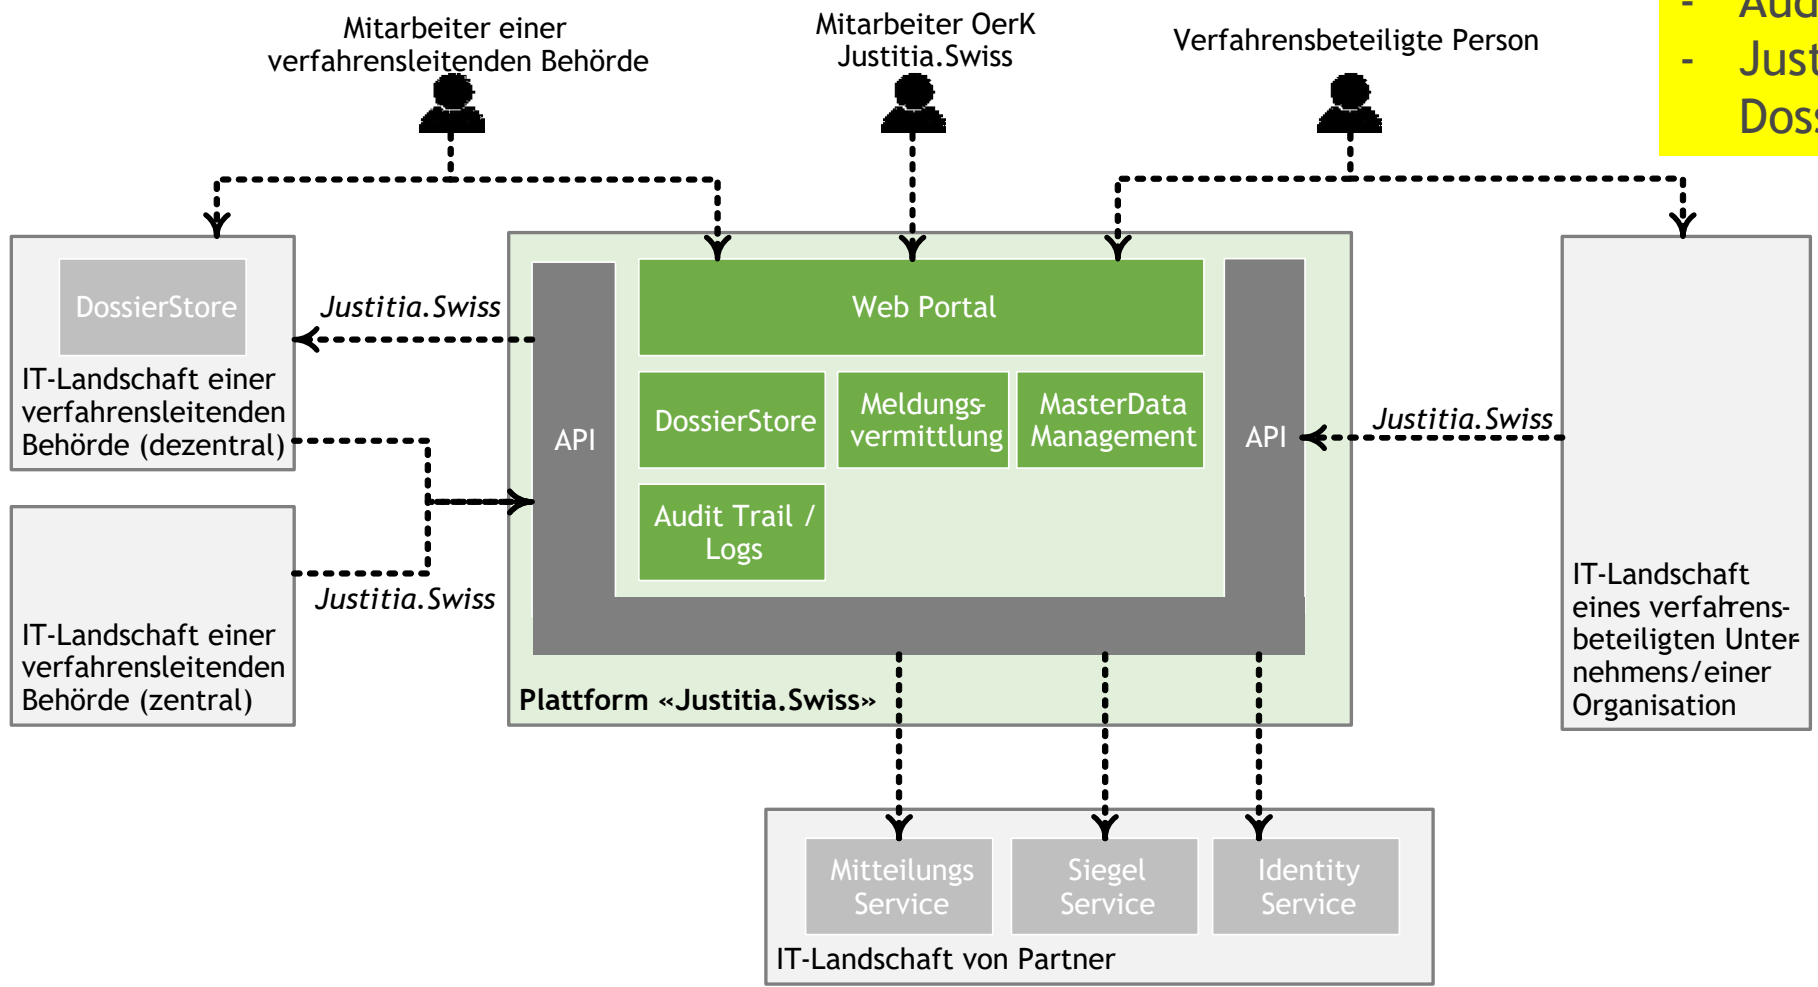 Mitarbeiter einer
verfahrensleitenden Behörde
Mitarbeiter OerK
Justitia.Swiss
Verfahrensbeteiligte Person
-
- Just
Doss
DossierStore
IT-Landschaft einer
verfahrensleitenden
Behörde (dezentral)
Justitia.Swiss
IT-Landschaft einer
verfahrensleitenden
Behörde (zentral)
Justitia.Swiss
API
Web Portal
DossierStore
Meldungs-
vermittlung
MasterData
Management
Audit Trail /
Logs
API
Plattform «Justitia.Swiss»
Justitia.Swiss
IT-Landschaft
eines verfahrens-
beteiligten Unter-
nehmens/einer
Organisation
Mitteilungs
Service
Siegel
Service
Identity
Service
IT-Landschaft von Partner